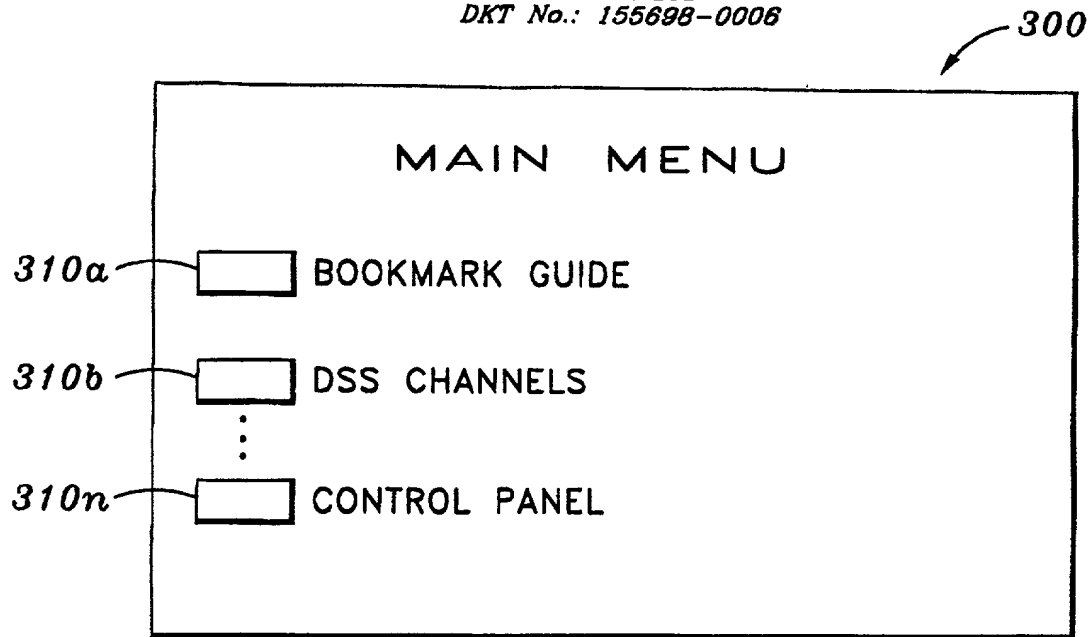 DKT No.: 155698-0006
300
MAIN MENU
310a BOOKMARK GUIDE
310b DSS CHANNELS
310n CONTROL PANEL